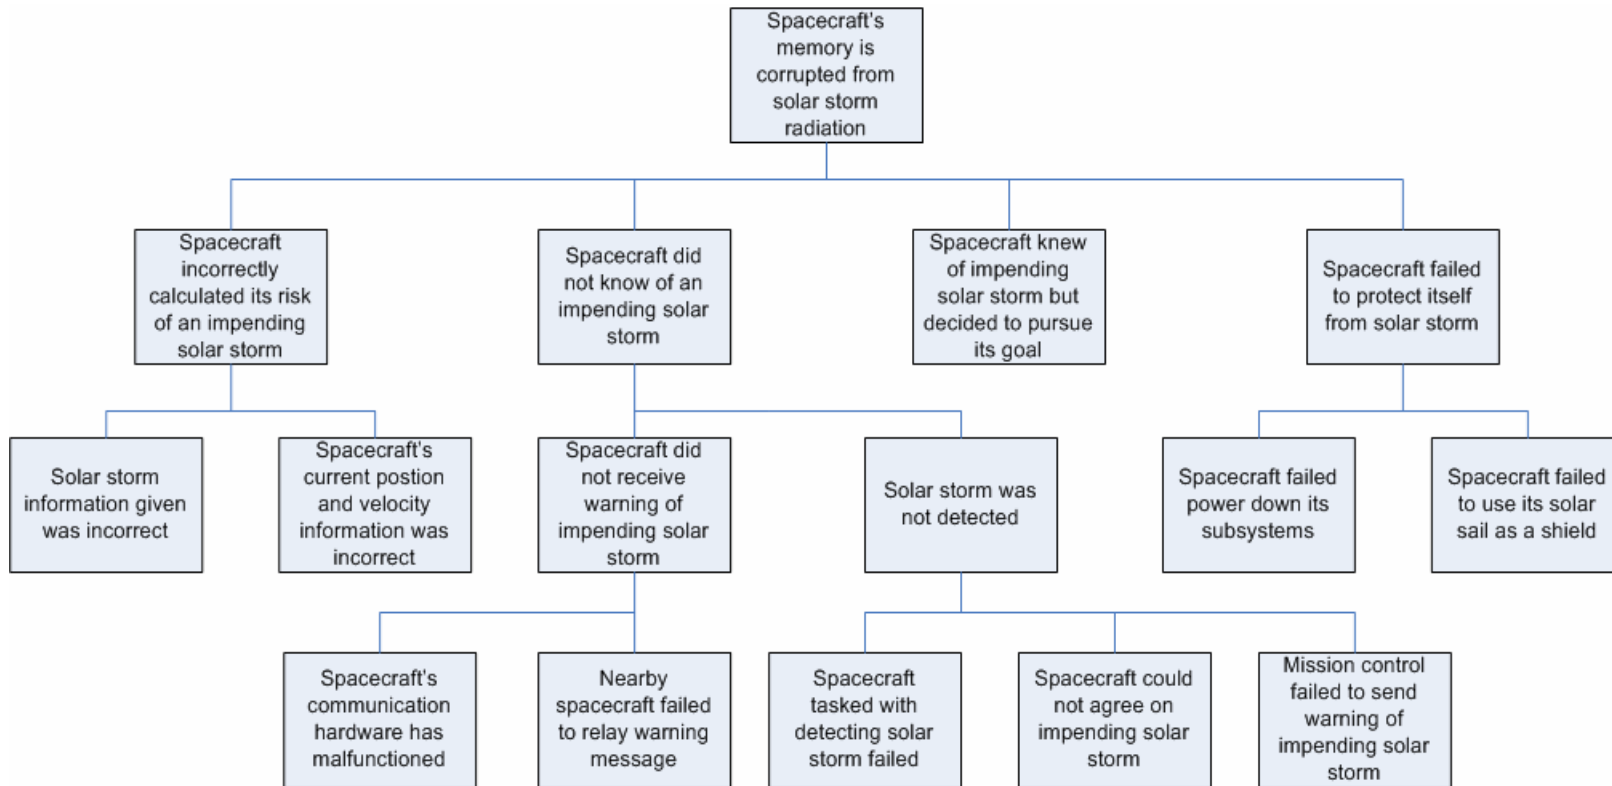 Spacecraft's
memory is
corrupted from
solar storm
radiation
Spacecraft
incorrectly
calculated its risk
of an impending
solar storm
Spacecraft did
not know of an
impending solar
storm
Spacecraft knew
of impending
solar storm but
decided to pursue
its goal
Spacecraft failed
to protect itself
from solar storm
Solar storm
information given
was incorrect
Spacecraft's
current postion
and velocity
information was
incorrect
Spacecraft did
not receive
warning of
impending solar
storm
Solar storm was
not detected
Spacecraft failed
power down its
subsystems
Spacecraft failed
to use its solar
sail as a shield
Spacecraft's
communication
hardware has
malfunctioned
Nearby
spacecraft failed
to relay warning
message
Spacecraft
tasked with
detecting solar
storm failed
Spacecraft could
not agree on
impending solar
storm
Mission control
failed to send
warning of
impending solar
storm